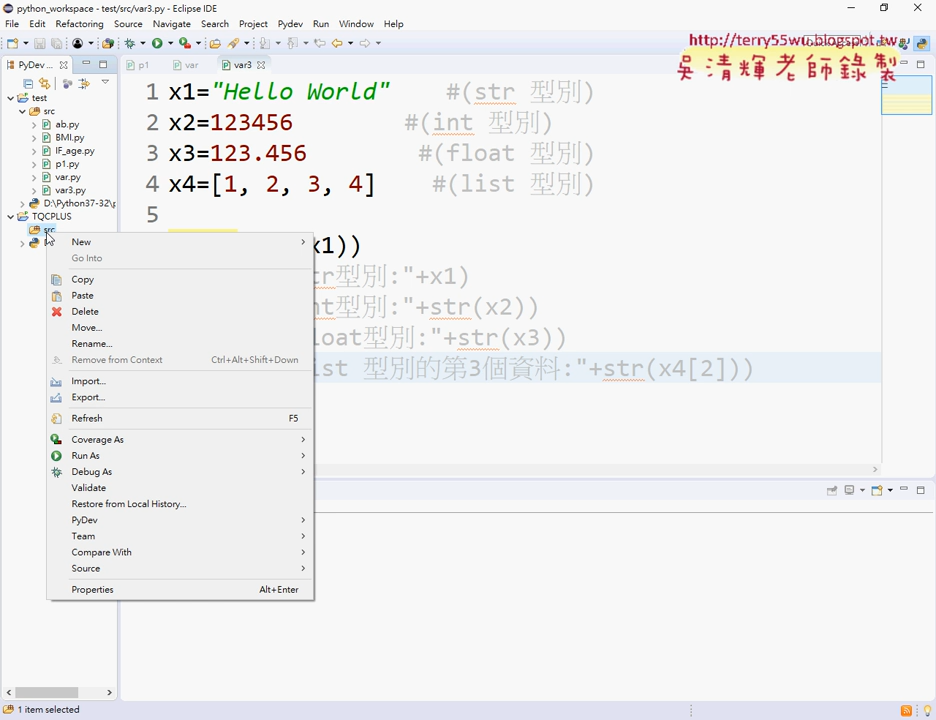 python_workspace - test/src/var3.py - Eclipse IDE
File Edit Refactoring Source Navigate Search Project Pydev Run Window Help
http://terry55wu.blogspot.tw
吳清輝老師錄製
PyDev ...
p1
var
var3
test
src
ab.py
BMI.py
IF_age.py
p1.py
var.py
var3.py
D:\Python37-32\p
TQCPLUS
src
1 x1="Hello World" #(str 型別)
2 x2=123456 #(int 型別)
3 x3=123.456 #(float 型別)
4 x4=[1, 2, 3, 4] #(list 型別)
5
x1))
tr型別:"+x1)
nt型別:"+str(x2))
loat型別:"+str(x3))
ist 型別的第3個資料:"+str(x4[2]))
New
Go Into
Copy
Paste
Delete
Move...
Rename...
Remove from Context Ctrl+Alt+Shift+Down
Import...
Export...
Refresh F5
Coverage As
Run As
Debug As
Validate
Restore from Local History...
PyDev
Team
Compare With
Source
Properties Alt+Enter
1 item selected